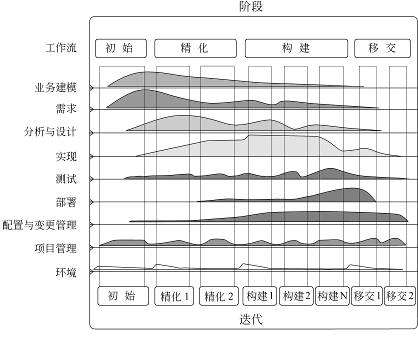 阶段
工作流 初始 精化 构建 移交
业务建模
需求
分析与设计
实现
测试
部署
配置与变更管理
项目管理
环境
初始 精化1 精化2 构建1 构建2 构建N 移交1 移交2
迭代